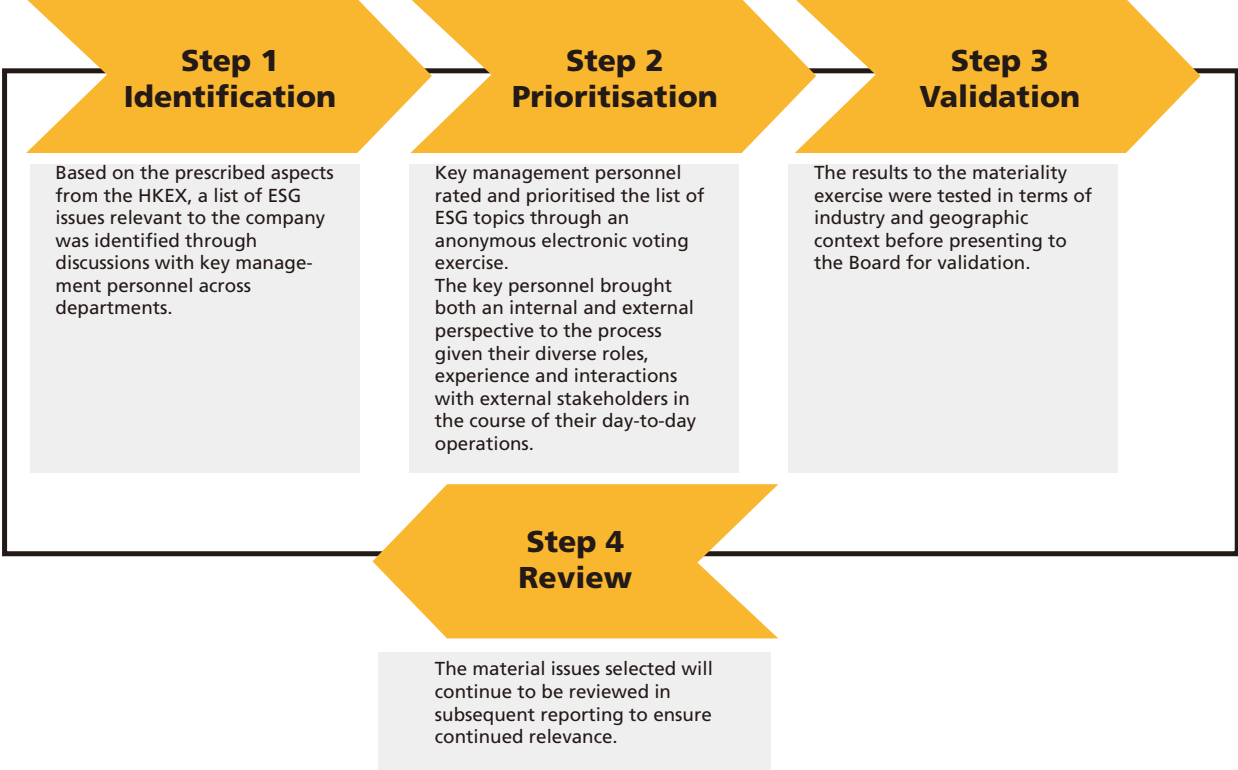 Step 1
Identification
Based on the prescribed aspects
from the HKEX, a list of ESG
issues relevant to the company
was identified through
discussions with key manage-
ment personnel across
departments.
Step 2
Prioritisation
Key management personnel
rated and prioritised the list of
ESG topics through an
anonymous electronic voting
exercise.
The key personnel brought
both an internal and external
perspective to the process
given their diverse roles,
experience and interactions
with external stakeholders in
the course of their day-to-day
operations.
Step 3
Validation
The results to the materiality
exercise were tested in terms of
industry and geographic
context before presenting to
the Board for validation.
Step 4
Review
The material issues selected will
continue to be reviewed in
subsequent reporting to ensure
continued relevance.